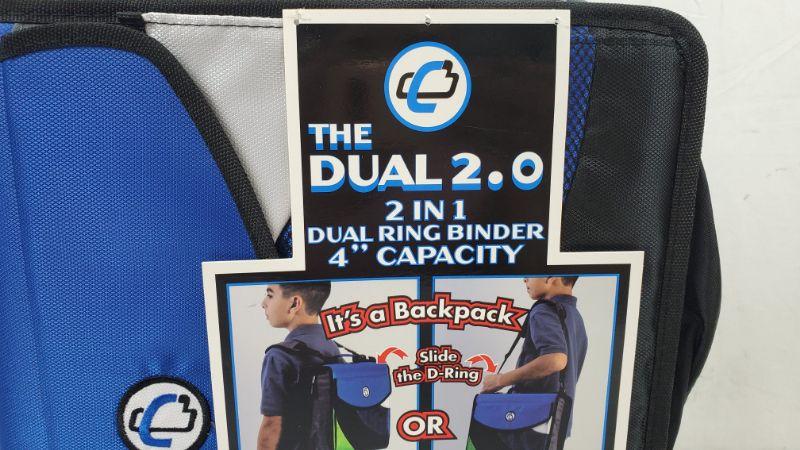 THE
DUAL 2.0
2 IN 1
DUAL RING BINDER
4" CAPACITY
It's a Backpack
Slide
the D-Ring
OR